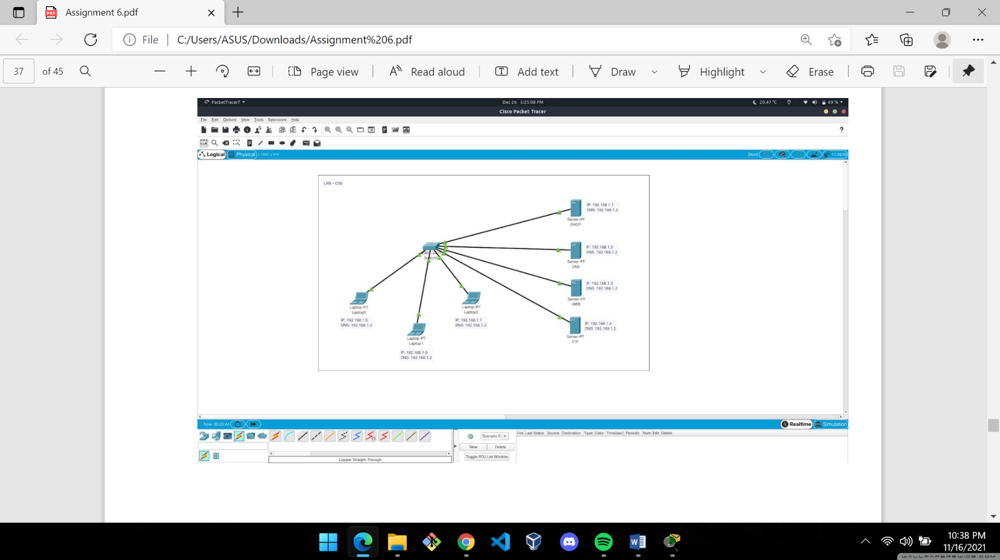 Assignment 6.pdf
File
C:/Users/ASUS/Downloads/Assignment%206.pdf
37 of 45
Page view
Read aloud
Add text
Draw
Highlight
Erase
PacketTracer7
Dec 26 5:25:08 PM
20.47 °C
69 %
Cisco Packet Tracer
File Edit Options View Tools Extensions Help
?
Logical
Physical
x: 1652, y: 614
[Root]
11:39:00
LAN - CSE
IP: 192.168.1.1
DNS: 192.168.1.2
Server-PT
DHCP
IP: 192.168.1.2
DNS: 192.168.1.2
Server-PT
DNS
Switch0
IP: 192.168.1.3
DNS: 192.168.1.2
Server-PT
WEB
Laptop-PT
Laptop0
IP: 192.168.1.5
DNS: 192.168.1.2
Laptop-PT
Laptop2
IP: 192.168.1.7
DNS: 192.168.1.2
IP: 192.168.1.4
DNS: 192.168.1.2
Server-PT
FTP
Laptop-PT
Laptop1
IP: 192.168.1.6
DNS: 192.168.1.2
Time: 00:23:44
Realtime
Simulation
Scenario 0
New
Delete
Toggle PDU List Window
Fire Last Status Source Destination Type Color Time(sec) Periodic Num Edit Delete
Copper Straight-Through
10:38 PM
11/16/2021
WALLPAPERSWIDE.COM